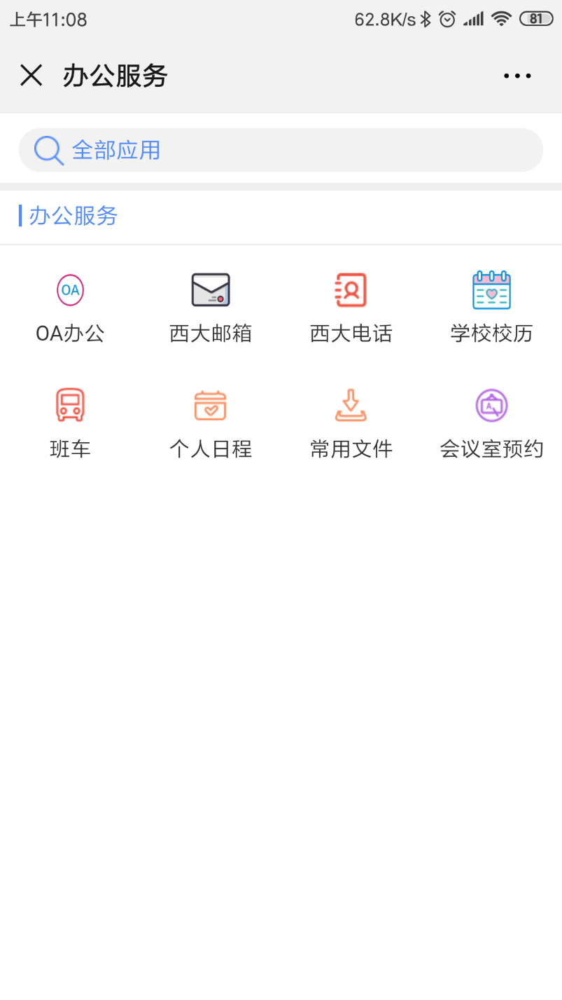 上午11:08 62.8K/s 81
办公服务
全部应用
办公服务
OA
OA办公 西大邮箱 西大电话 学校校历
A
班车 个人日程 常用文件 会议室预约